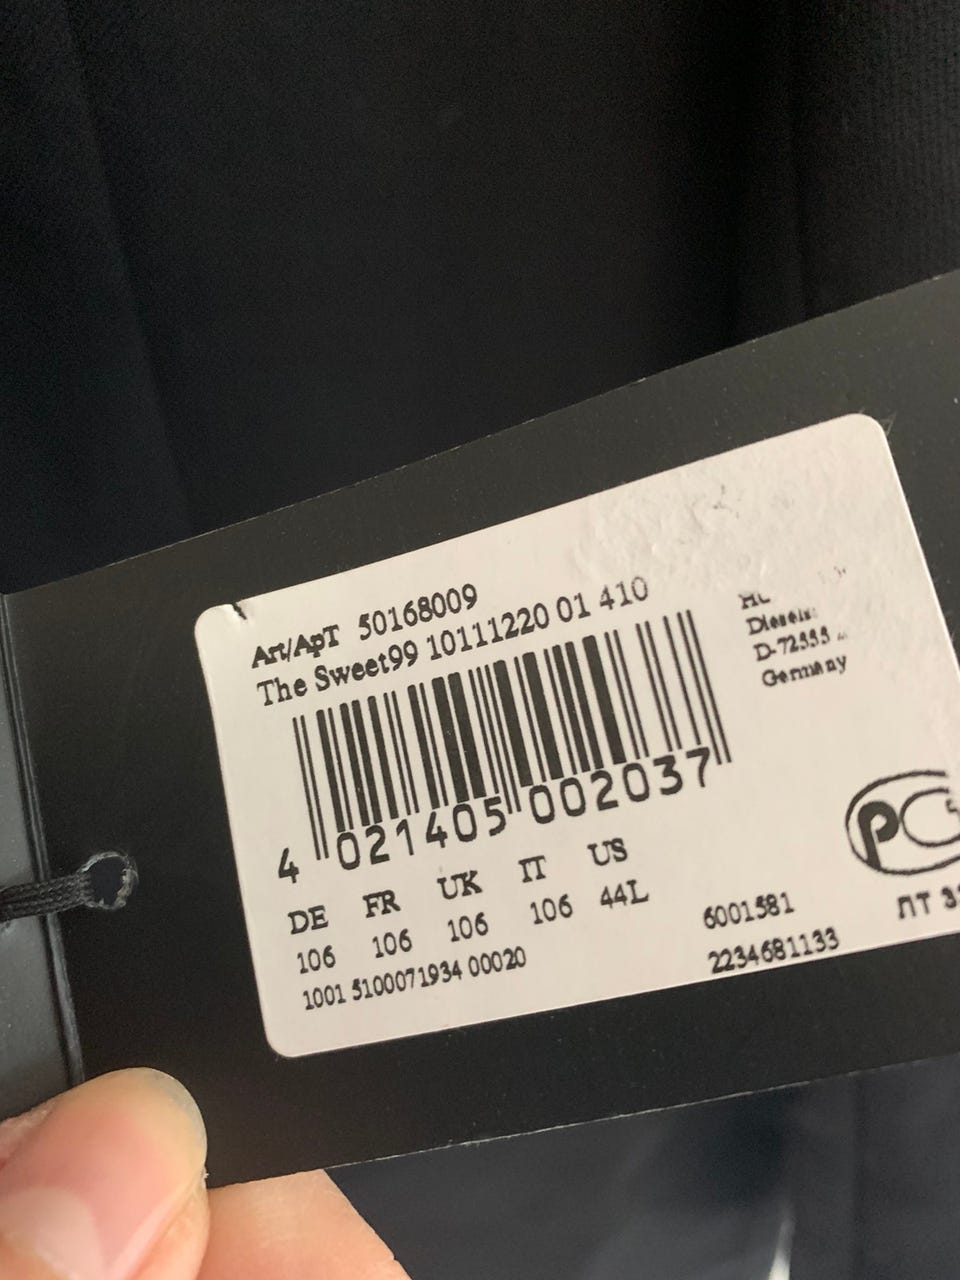 Art/АрТ 50168009
The Sweet99 10111220 01 410
4 021405 002037
DE FR UK IT US
106 106 106 106 44L
1001 5100071934 00020
D-72555
Germany
РС
6001581
2234681133
ЛТ